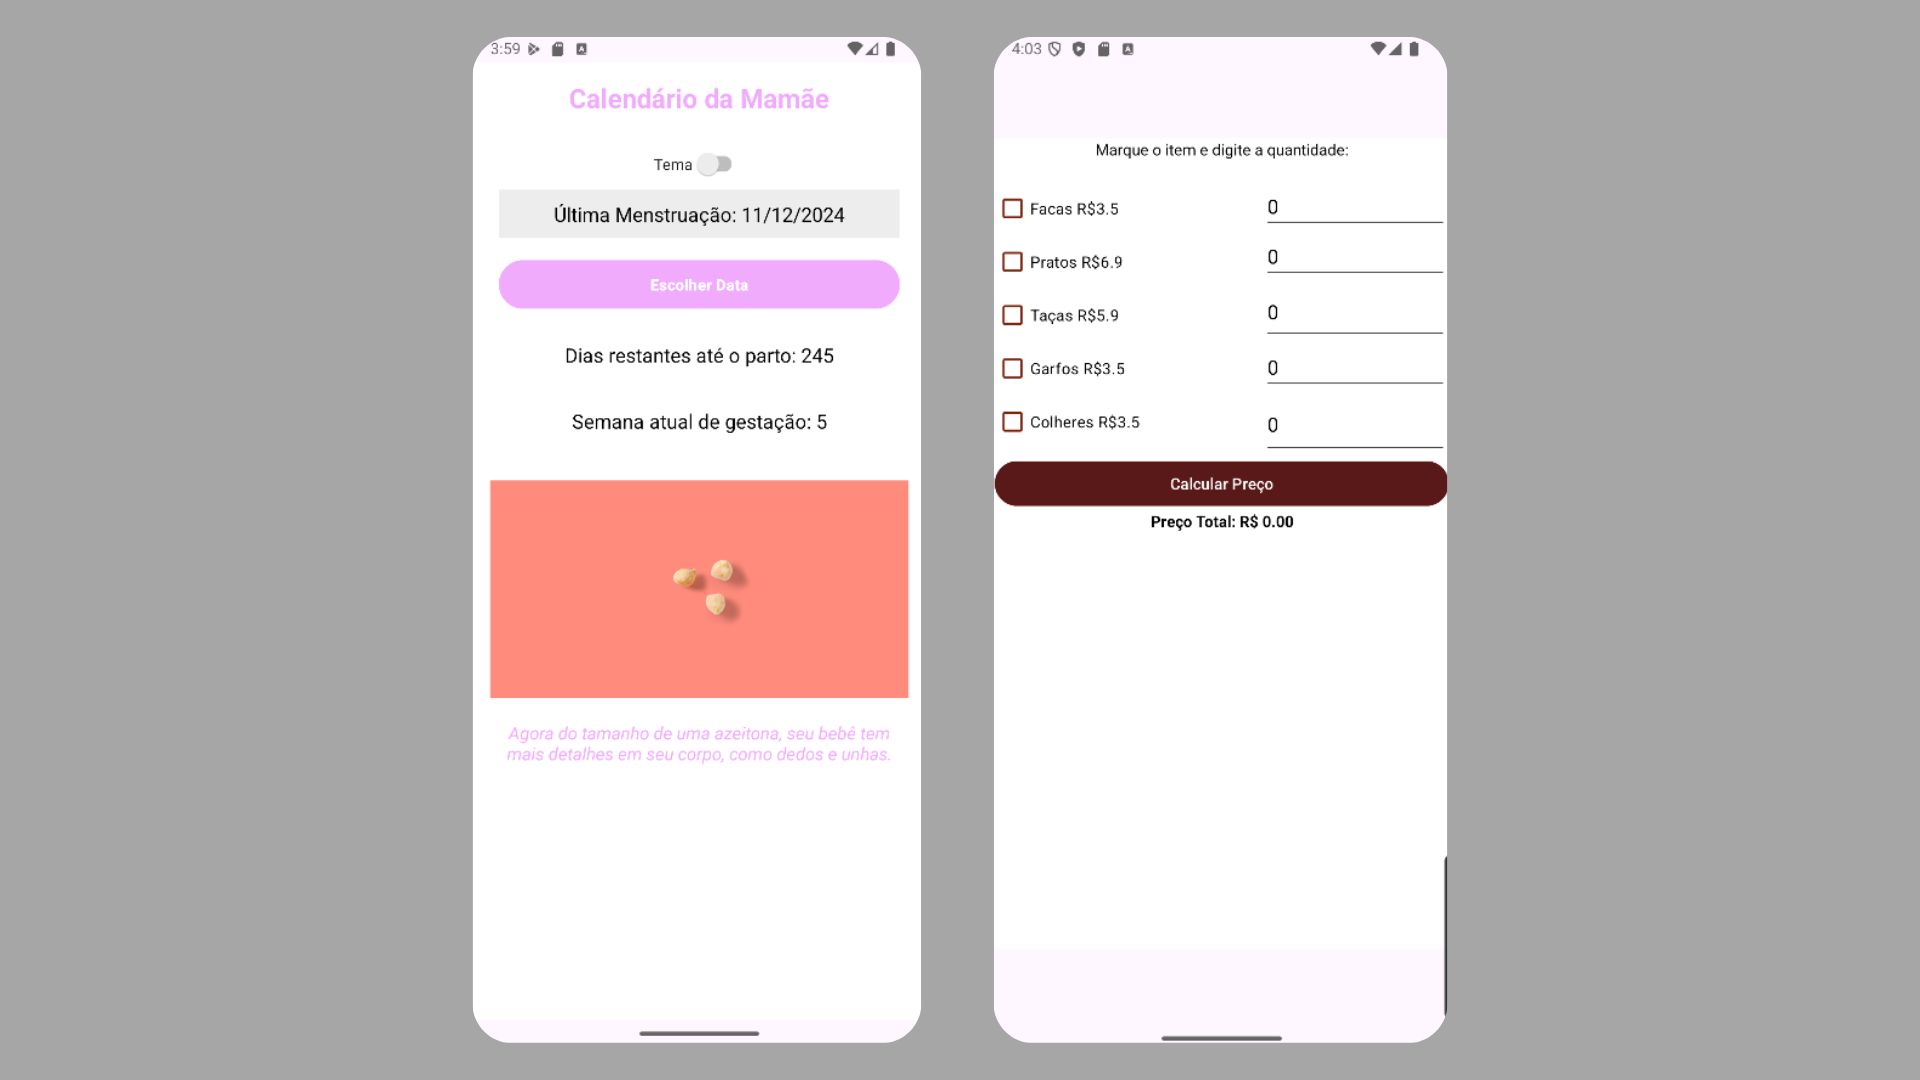 3:59
Calendário da Mamãe
Tema
Última Menstruação: 11/12/2024
Escolher Data
Dias restantes até o parto: 245
Semana atual de gestação: 5
Agora do tamanho de uma azeitona, seu bebê tem
mais detalhes em seu corpo, como dedos e unhas.
4:03
Marque o item e digite a quantidade:
Facas R$3.5 0
Pratos R$6.9 0
Taças R$5.9 0
Garfos R$3.5 0
Colheres R$3.5 0
Calcular Preço
Preço Total: R$ 0.00